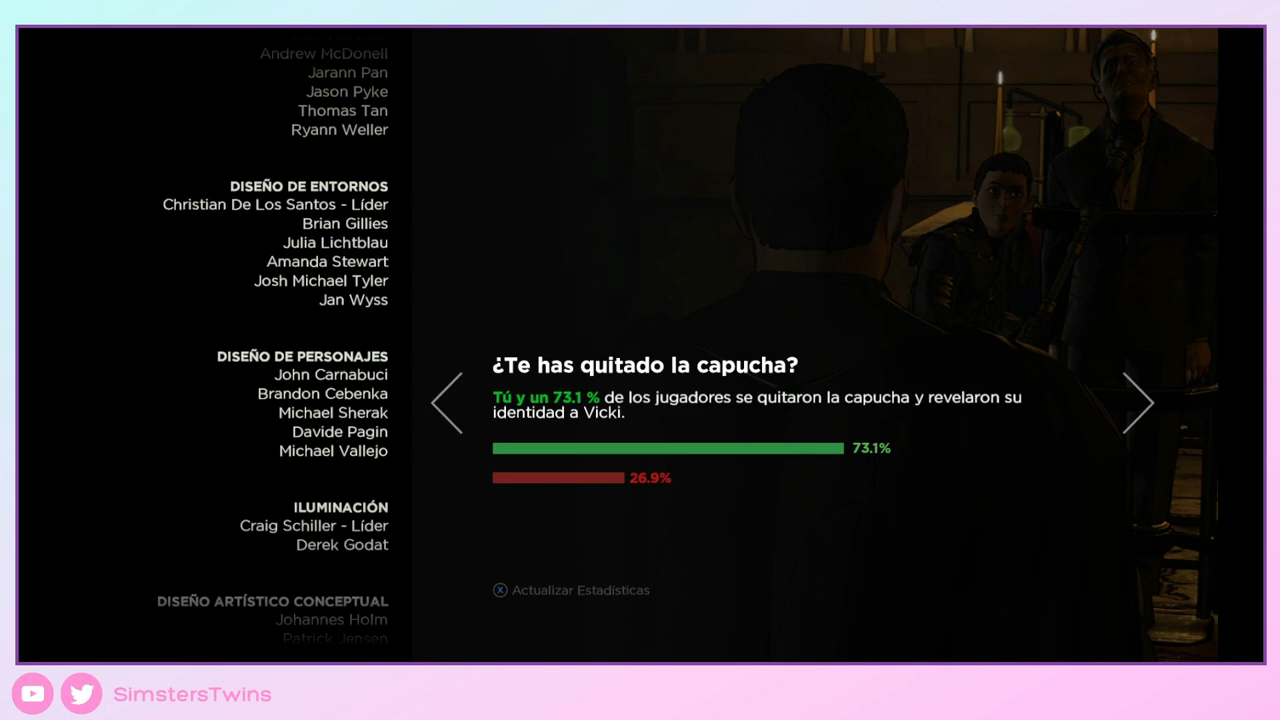 Andrew McDonell
Jarann Pan
Jason Pyke
Thomas Tan
Ryann Weller
DISEÑO DE ENTORNOS
Christian De Los Santos - Líder
Brian Gillies
Julia Lichtblau
Amanda Stewart
Josh Michael Tyler
Jan Wyss
DISEÑO DE PERSONAJES
John Carnabuci
Brandon Cebenka
Michael Sherak
Davide Pagin
Michael Vallejo
ILUMINACIÓN
Craig Schiller - Líder
Derek Godat
DISEÑO ARTÍSTICO CONCEPTUAL
Johannes Holm
Patrick Jensen
¿Te has quitado la capucha?
Tú y un 73.1 % de los jugadores se quitaron la capucha y revelaron su
identidad a Vicki.
73.1%
26.9%
X Actualizar Estadísticas
SimstersTwins